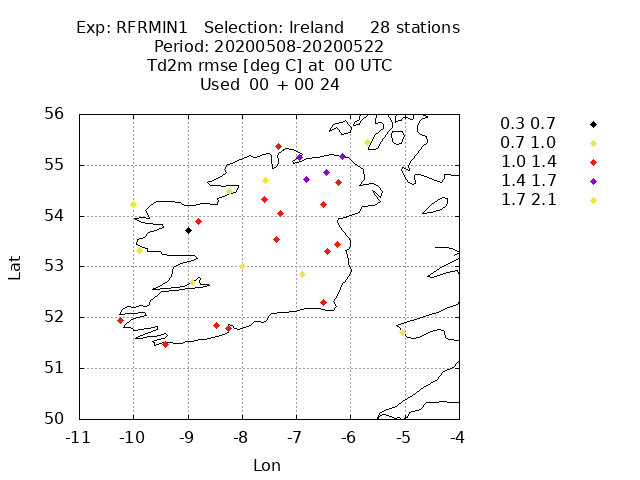 Exp: RFRMIN1 Selection: Ireland 28 stations
Period: 20200508-20200522
Td2m rmse [deg C] at 00 UTC
Used 00 + 00 24
0.3 0.7
0.7 1.0
1.0 1.4
1.4 1.7
1.7 2.1
56
55
54
53
52
51
50
Lat
-11 -10 -9 -8 -7 -6 -5 -4
Lon